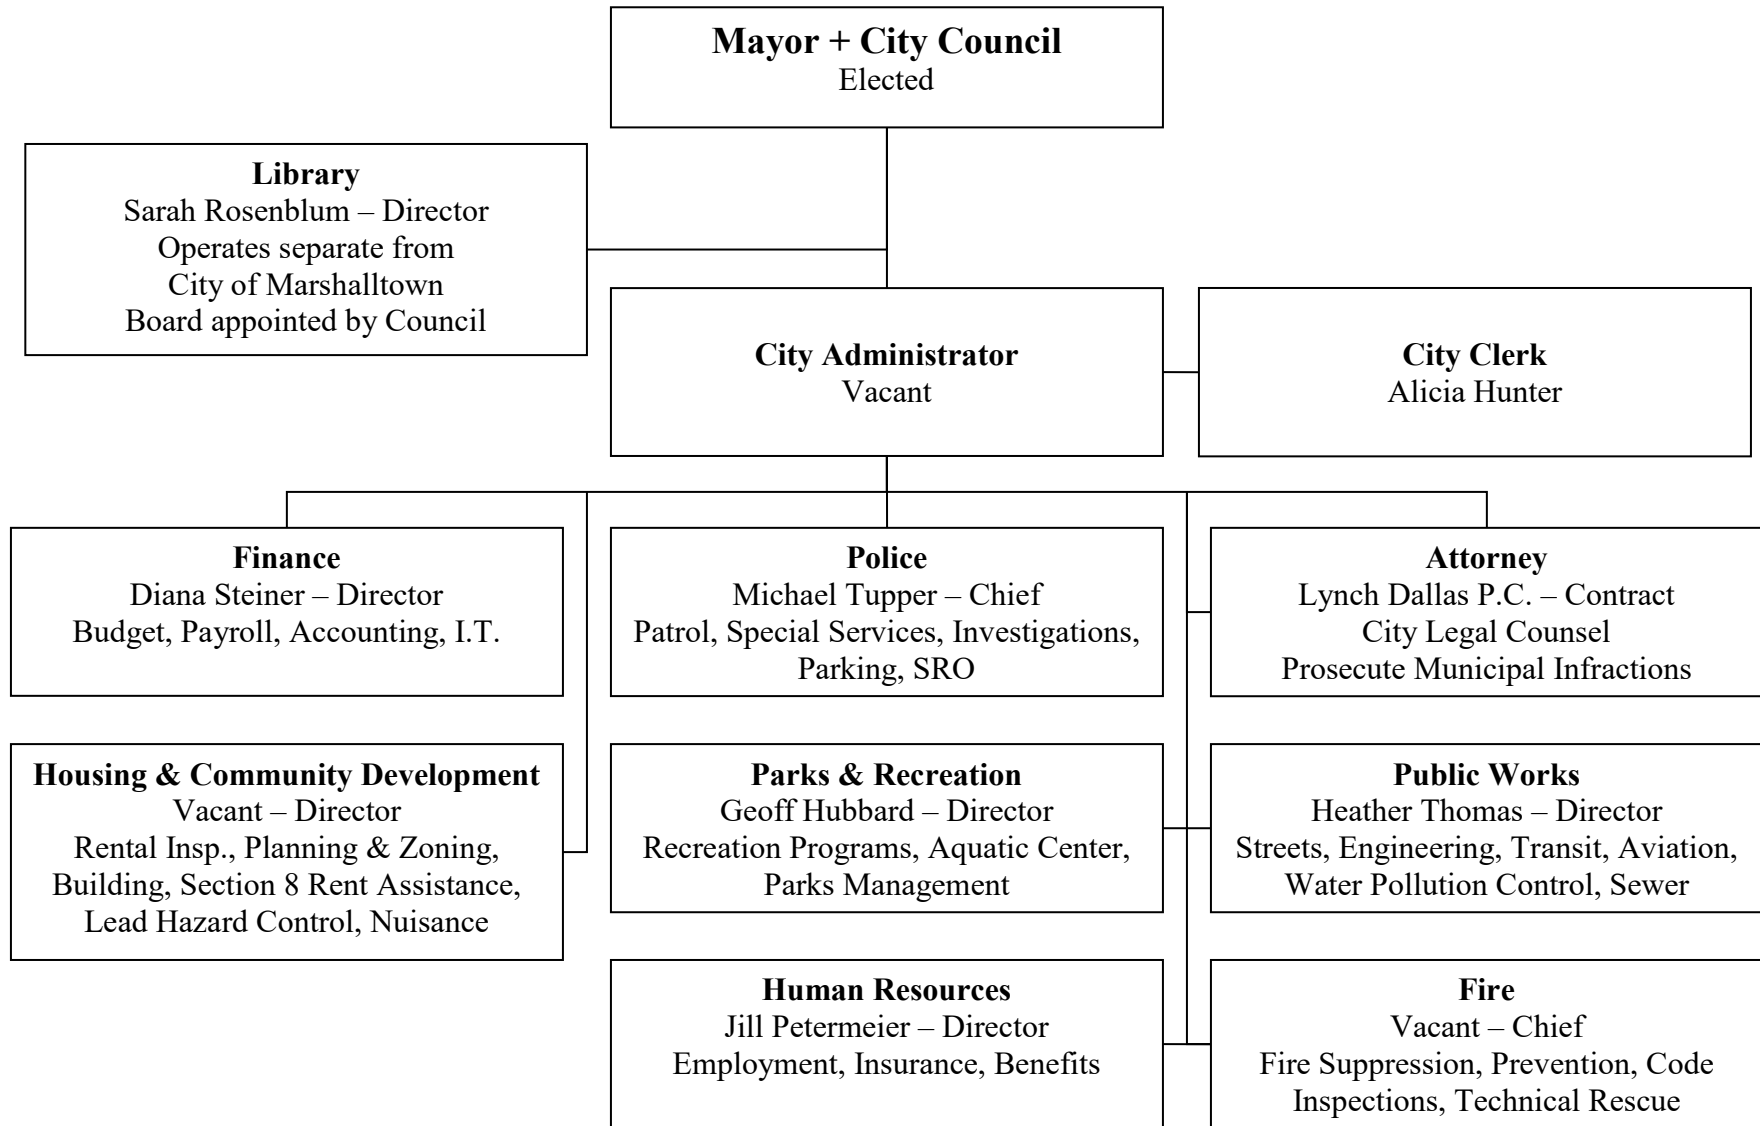 Mayor + City Council
Elected
Library
Sarah Rosenblum – Director
Operates separate from
City of Marshalltown
Board appointed by Council
City Administrator
Vacant
City Clerk
Alicia Hunter
Finance
Diana Steiner – Director
Budget, Payroll, Accounting, I.T.
Police
Michael Tupper – Chief
Patrol, Special Services, Investigations,
Parking, SRO
Attorney
Lynch Dallas P.C. – Contract
City Legal Counsel
Prosecute Municipal Infractions
Housing & Community Development
Vacant – Director
Rental Insp., Planning & Zoning,
Building, Section 8 Rent Assistance,
Lead Hazard Control, Nuisance
Parks & Recreation
Geoff Hubbard – Director
Recreation Programs, Aquatic Center,
Parks Management
Public Works
Heather Thomas – Director
Streets, Engineering, Transit, Aviation,
Water Pollution Control, Sewer
Human Resources
Jill Petermeier – Director
Employment, Insurance, Benefits
Fire
Vacant – Chief
Fire Suppression, Prevention, Code
Inspections, Technical Rescue